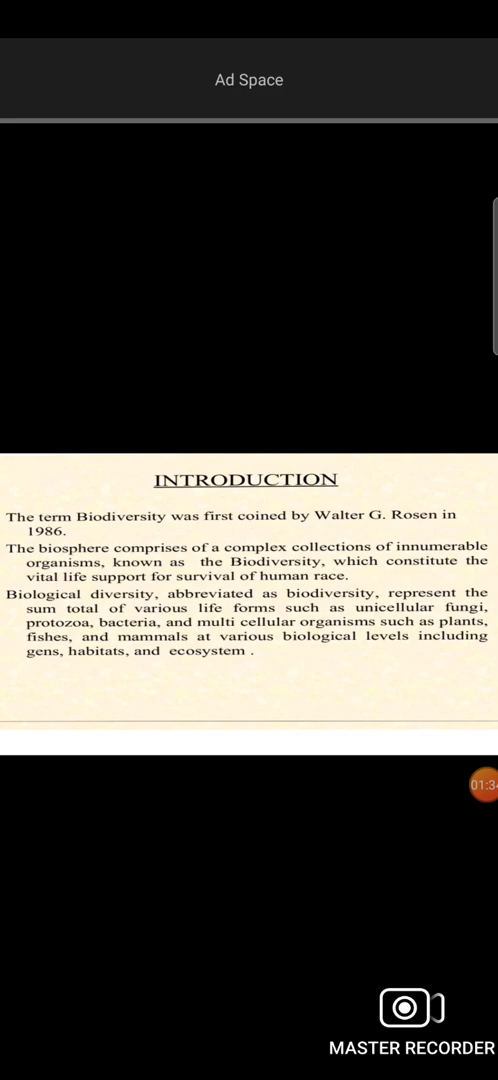 Ad Space
INTRODUCTION
The term Biodiversity was first coined by Walter G. Rosen in
1986.
The biosphere comprises of a complex collections of innumerable
organisms, known as the Biodiversity, which constitute the
vital life support for survival of human race.
Biological diversity, abbreviated as biodiversity, represent the
sum total of various life forms such as unicellular fungi,
protozoa, bacteria, and multi cellular organisms such as plants,
fishes, and mammals at various biological levels including
gens, habitats, and ecosystem .
01:3
MASTER RECORDER